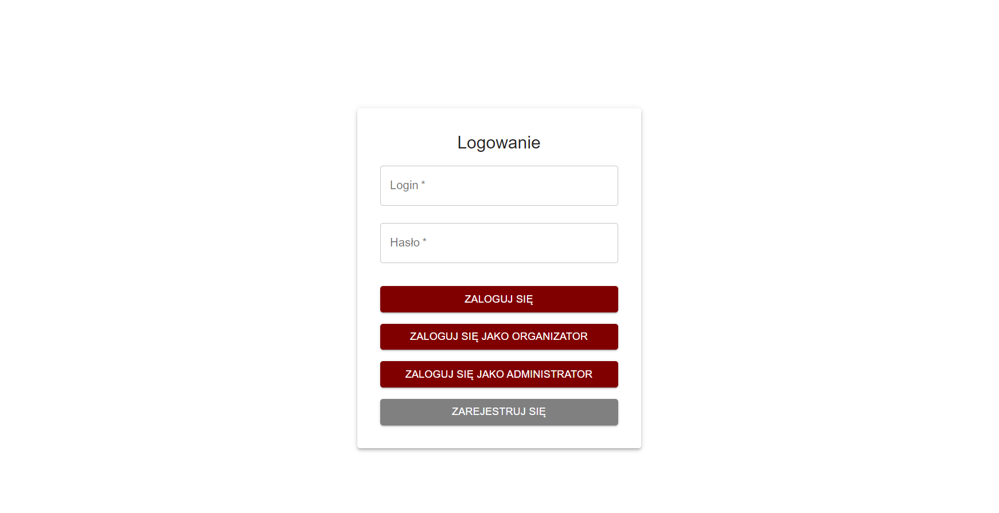 Logowanie
Login *
Hasło *
ZALOGUJ SIĘ
ZALOGUJ SIĘ JAKO ORGANIZATOR
ZALOGUJ SIĘ JAKO ADMINISTRATOR
ZAREJESTRUJ SIĘ